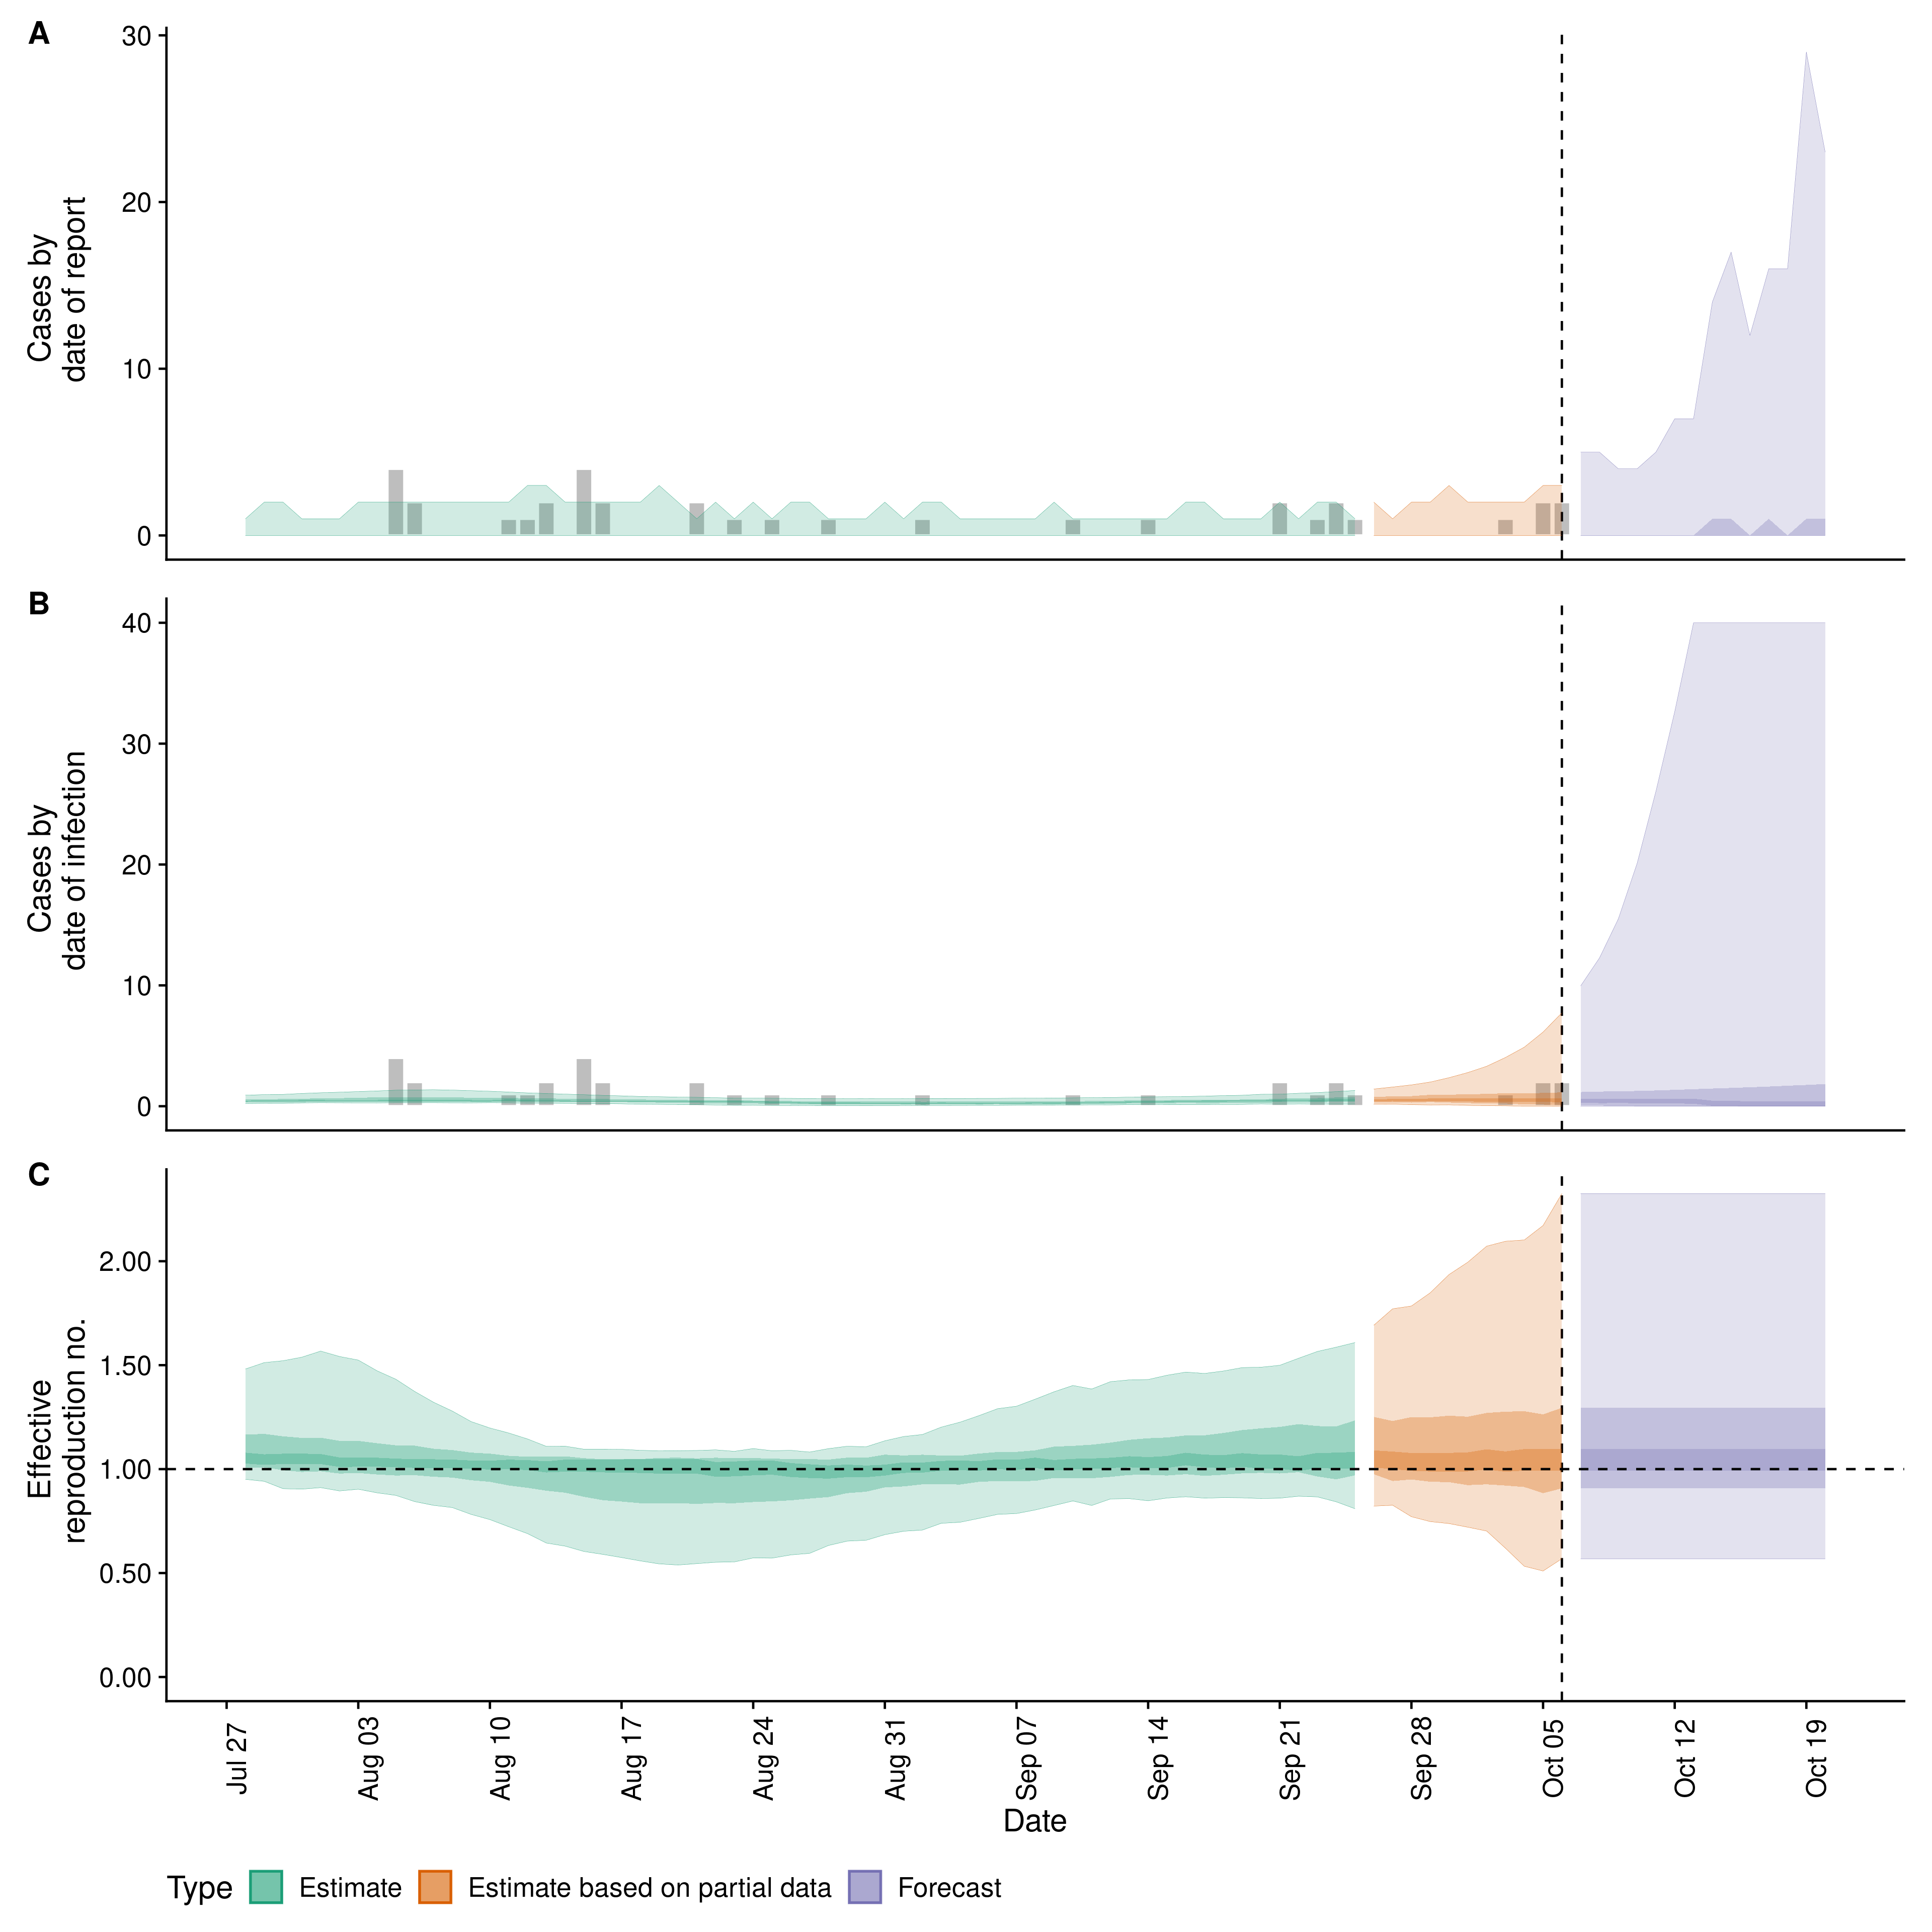 A
Cases by
date of report
30
20
10
0
B
Cases by
date of infection
40
30
20
10
0
C
Effective
reproduction no.
2.00
1.50
1.00
0.50
0.00
Jul 27
Aug 03
Aug 10
Aug 17
Aug 24
Aug 31
Sep 07
Sep 14
Sep 21
Sep 28
Oct 05
Oct 12
Oct 19
Date
Type Estimate Estimate based on partial data Forecast